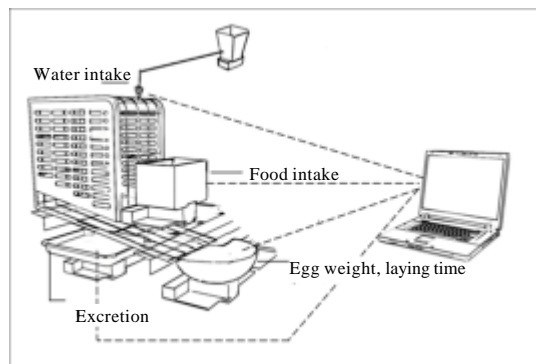 Water intake
Food intake
Egg weight, laying time
Excretion